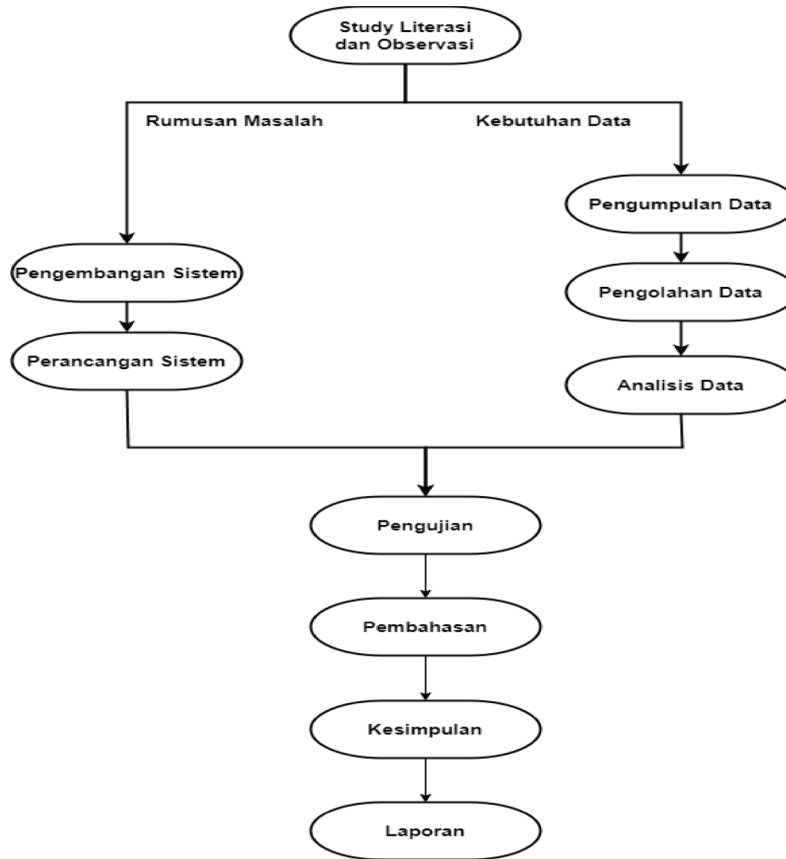 Study Literasi
dan Observasi
Rumusan Masalah
Kebutuhan Data
Pengumpulan Data
Pengembangan Sistem
Pengolahan Data
Perancangan Sistem
Analisis Data
Pengujian
Pembahasan
Kesimpulan
Laporan